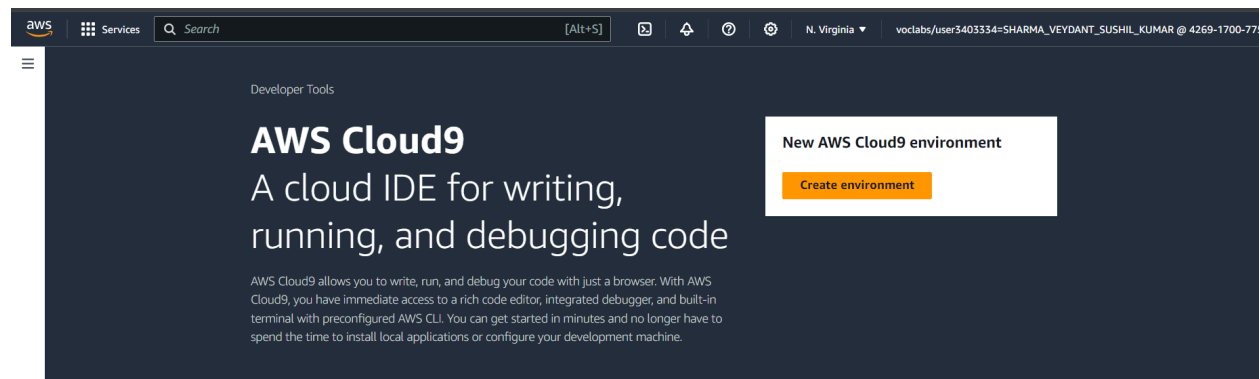 aws Services Search [Alt+S] N. Virginia voclabs/user3403334=SHARMA_VEYDANT_SUSHIL_KUMAR @ 4269-1700-775
Developer Tools
AWS Cloud9
A cloud IDE for writing,
running, and debugging code
AWS Cloud9 allows you to write, run, and debug your code with just a browser. With AWS
Cloud9, you have immediate access to a rich code editor, integrated debugger, and built-in
terminal with preconfigured AWS CLI. You can get started in minutes and no longer have to
spend the time to install local applications or configure your development machine.
New AWS Cloud9 environment
Create environment